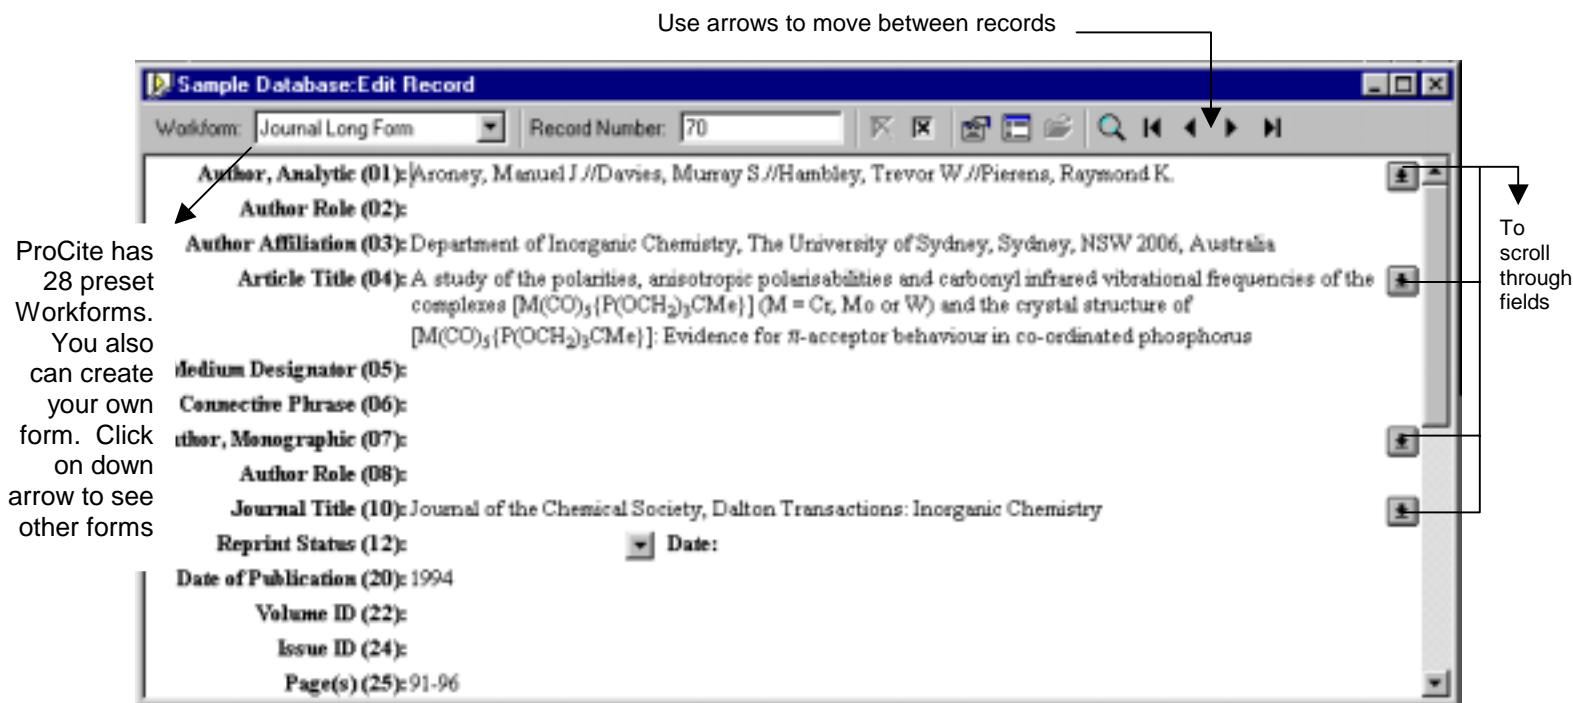 Use arrows to move between records
Sample Database:Edit Record
Workform: Journal Long Form Record Number: 70
Author, Analytic (01): Aroney, Manuel J.//Davies, Murray S.//Hambley, Trevor W.//Pierens, Raymond K.
Author Role (02):
Author Affiliation (03): Department of Inorganic Chemistry, The University of Sydney, Sydney, NSW 2006, Australia
Article Title (04): A study of the polarities, anisotropic polarisabilities and carbonyl infrared vibrational frequencies of the
complexes [M(CO)₅{P(OCH₂)₃CMe}] (M = Cr, Mo or W) and the crystal structure of
[M(CO)₅{P(OCH₂)₃CMe}]: Evidence for π-acceptor behaviour in co-ordinated phosphorus
Medium Designator (05):
Connective Phrase (06):
uthor, Monographic (07):
Author Role (08):
Journal Title (10): Journal of the Chemical Society, Dalton Transactions: Inorganic Chemistry
Reprint Status (12): Date:
Date of Publication (20): 1994
Volume ID (22):
Issue ID (24):
Page(s) (25): 91-96
ProCite has
28 preset
Workforms.
You also
can create
your own
form. Click
on down
arrow to see
other forms
To
scroll
through
fields